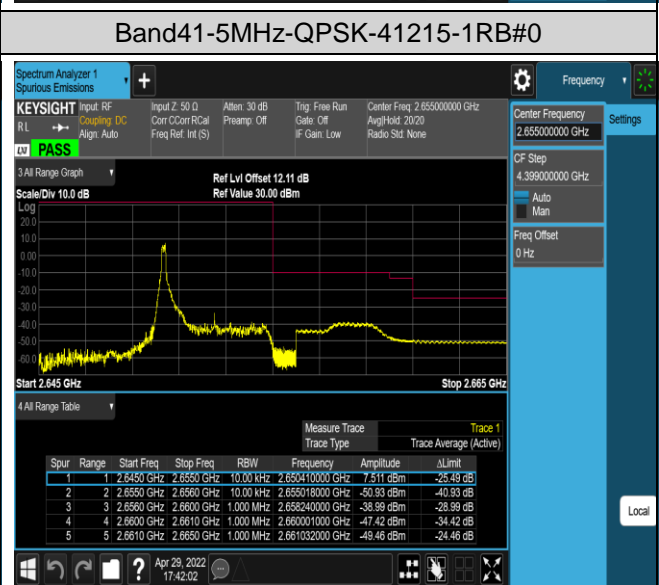 Band41-5MHz-QPSK-41215-1RB#0
Spectrum Analyzer 1
Spurious Emissions
Frequency
KEYSIGHT
RL
PASS
Input: RF
Coupling: DC
Align: Auto
Input Z: 50 Ω
Corr CCorr RCal
Freq Ref: Int (S)
Atten: 30 dB
Preamp: Off
Trig: Free Run
Gate: Off
IF Gain: Low
Center Freq: 2.655000000 GHz
Avg|Hold: 20/20
Radio Std: None
Center Frequency
2.655000000 GHz
Settings
CF Step
4.399000000 GHz
Auto
Man
Freq Offset
0 Hz
3 All Range Graph
Scale/Div 10.0 dB
Ref Lvl Offset 12.11 dB
Ref Value 30.00 dBm
Log
20.0
10.0
0.00
-10.0
-20.0
-30.0
-40.0
-50.0
-60.0
Start 2.645 GHz
Stop 2.665 GHz
4 All Range Table
Measure Trace Trace 1
Trace Type Trace Average (Active)
Spur Range Start Freq Stop Freq RBW Frequency Amplitude ΔLimit
1 1 2.6450 GHz 2.6550 GHz 10.00 kHz 2.650410000 GHz 7.511 dBm -25.49 dB
2 2 2.6550 GHz 2.6560 GHz 10.00 kHz 2.655018000 GHz -50.93 dBm -40.93 dB
3 3 2.6560 GHz 2.6600 GHz 1.000 MHz 2.658240000 GHz -38.99 dBm -28.99 dB
4 4 2.6600 GHz 2.6610 GHz 1.000 MHz 2.660001000 GHz -47.42 dBm -34.42 dB
5 5 2.6610 GHz 2.6650 GHz 1.000 MHz 2.661032000 GHz -49.46 dBm -24.46 dB
Local
Apr 29, 2022
17:42:02